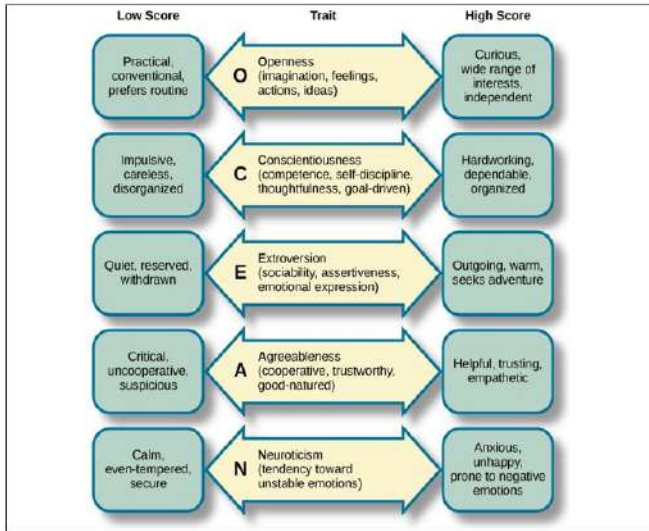 Low Score
Trait
High Score
Practical,
conventional,
prefers routine
O
Openness
(imagination, feelings,
actions, ideas)
Curious,
wide range of
interests,
independent
Impulsive,
careless,
disorganized
C
Conscientiousness
(competence, self-discipline,
thoughtfulness, goal-driven)
Hardworking,
dependable,
organized
Quiet, reserved,
withdrawn
E
Extroversion
(sociability, assertiveness,
emotional expression)
Outgoing, warm,
seeks adventure
Critical,
uncooperative,
suspicious
A
Agreeableness
(cooperative, trustworthy,
good-natured)
Helpful, trusting,
empathetic
Calm,
even-tempered,
secure
N
Neuroticism
(tendency toward
unstable emotions)
Anxious,
unhappy,
prone to negative
emotions